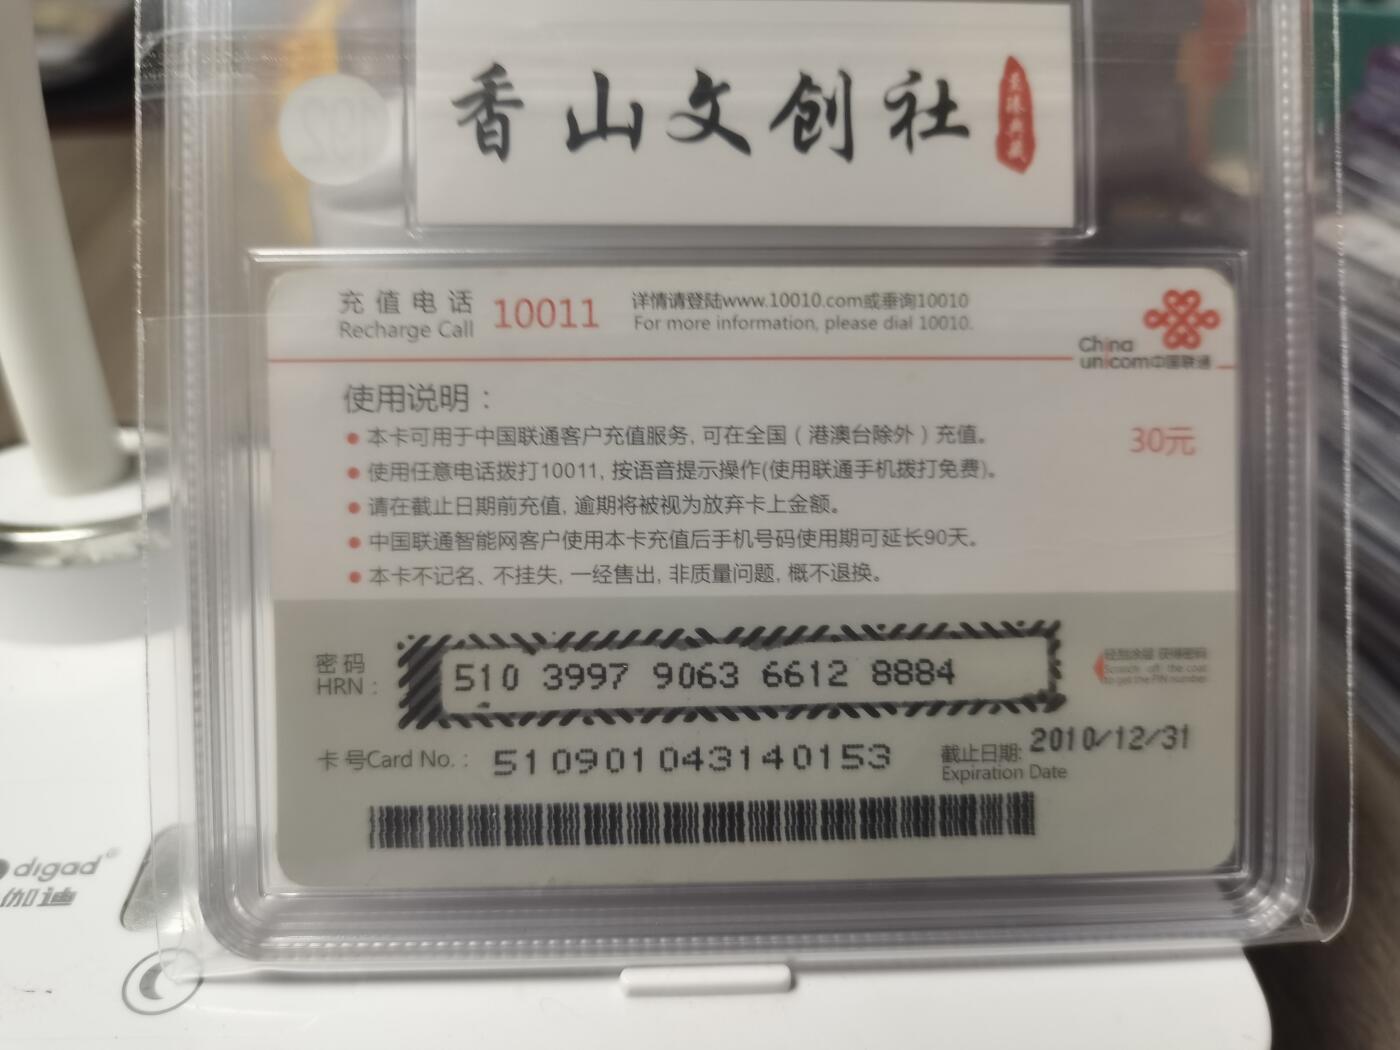 香山文创社
充值电话 10011 详情请登陆www.10010.com或垂询10010
Recharge Call For more information, please dial 10010.
China
unicom中国联通
使用说明：
30元
本卡可用于中国联通客户充值服务, 可在全国（港澳台除外）充值。
使用任意电话拨打10011, 按语音提示操作(使用联通手机拨打免费)。
请在截止日期前充值, 逾期将被视为放弃卡上金额。
中国联通智能网客户使用本卡充值后手机号码使用期可延长90天。
本卡不记名、不挂失, 一经售出, 非质量问题, 概不退换。
密码
HRN：
510 3997 9063 6612 8884
Scratch off the coat
to get the PIN number
卡号Card No.： 510901043140153
截止日期: 2010/12/31
Expiration Date
digad®
伽迪